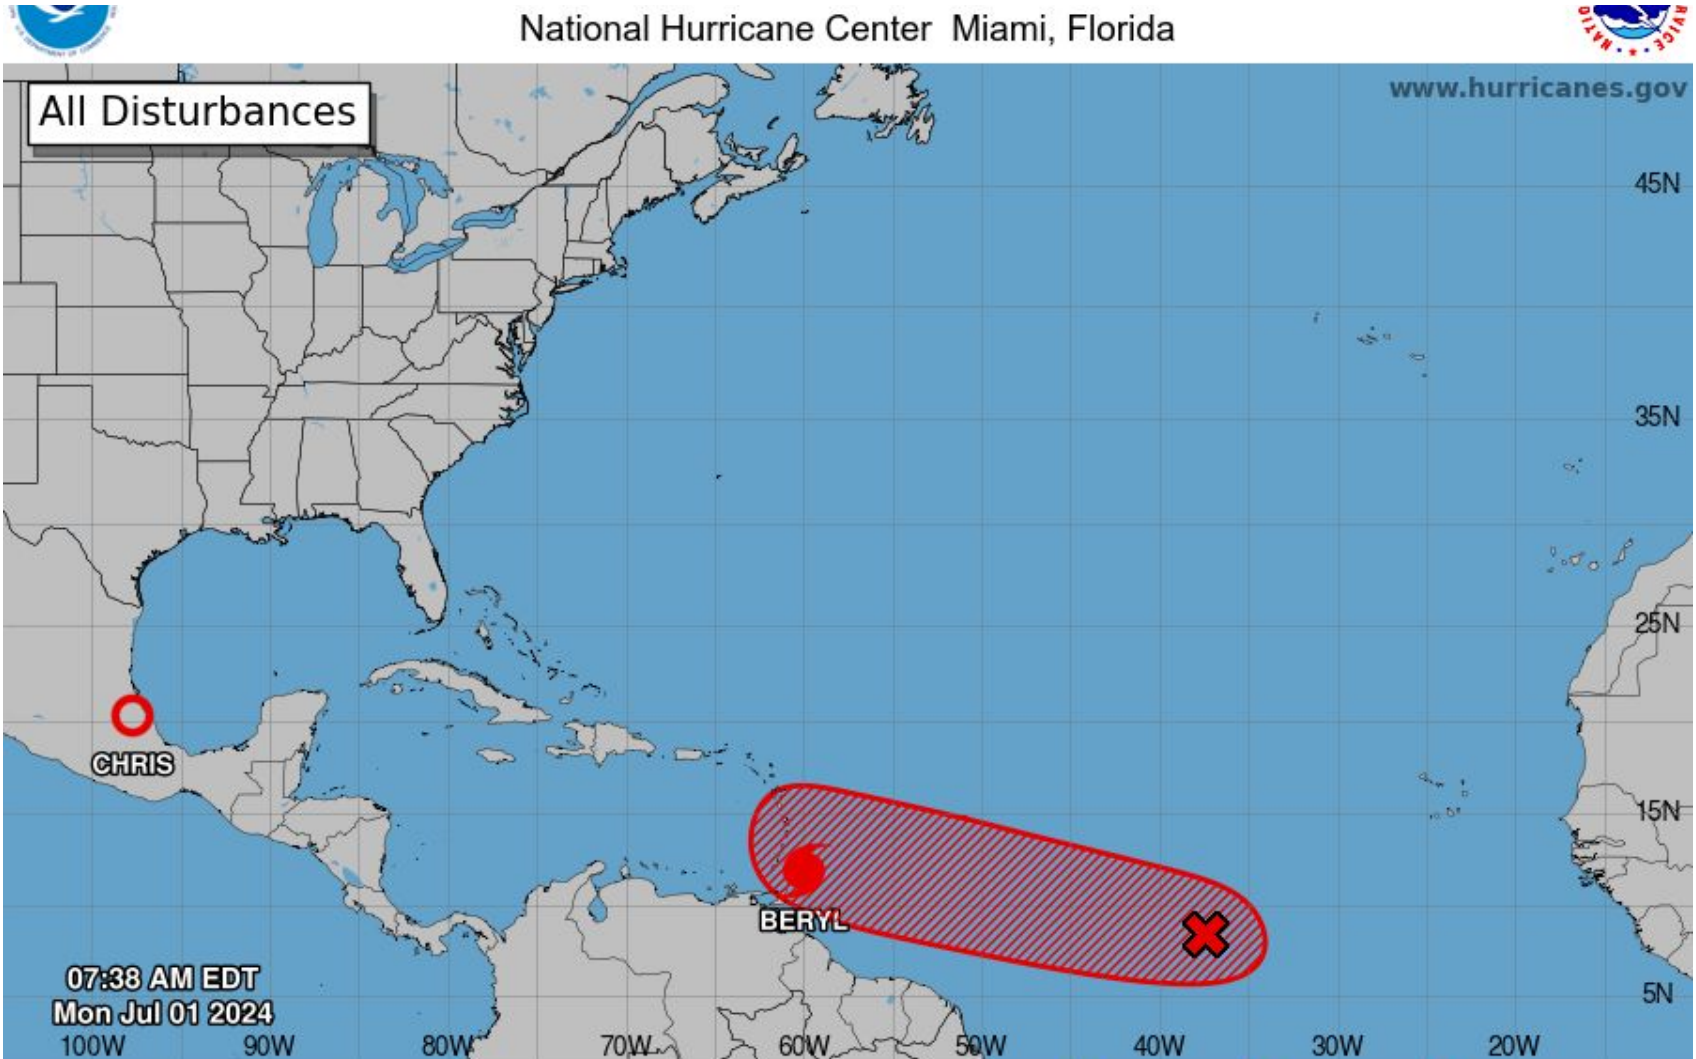 National Hurricane Center  Miami, Florida
All Disturbances
www.hurricanes.gov
45N
35N
25N
CHRIS
15N
BERYL
07:38 AM EDT
Mon Jul 01 2024
5N
100W 90W 80W 70W 60W 50W 40W 30W 20W